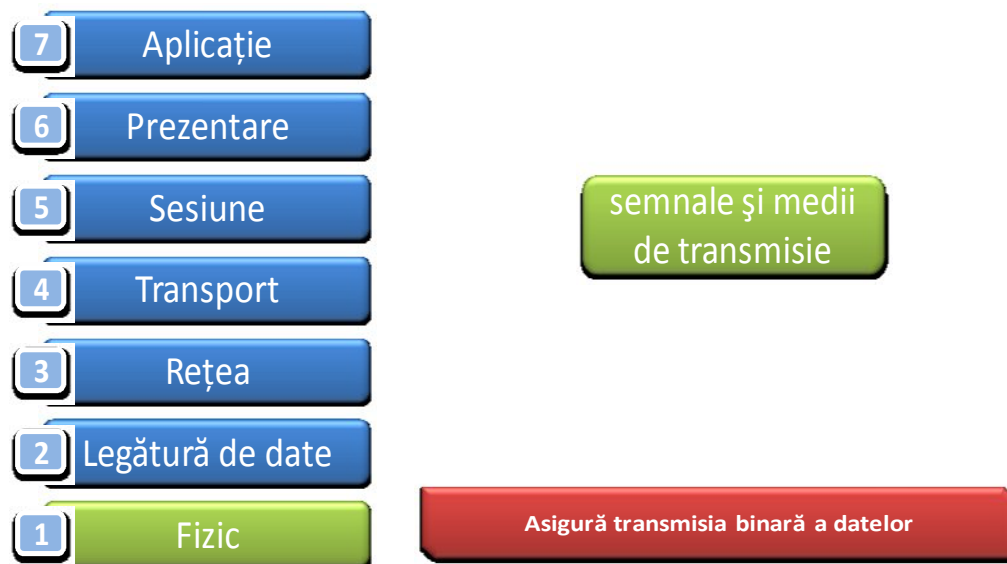 7 Aplicație
6 Prezentare
5 Sesiune
4 Transport
3 Rețea
2 Legătură de date
1 Fizic
semnale şi medii
de transmisie
Asigură transmisia binară a datelor